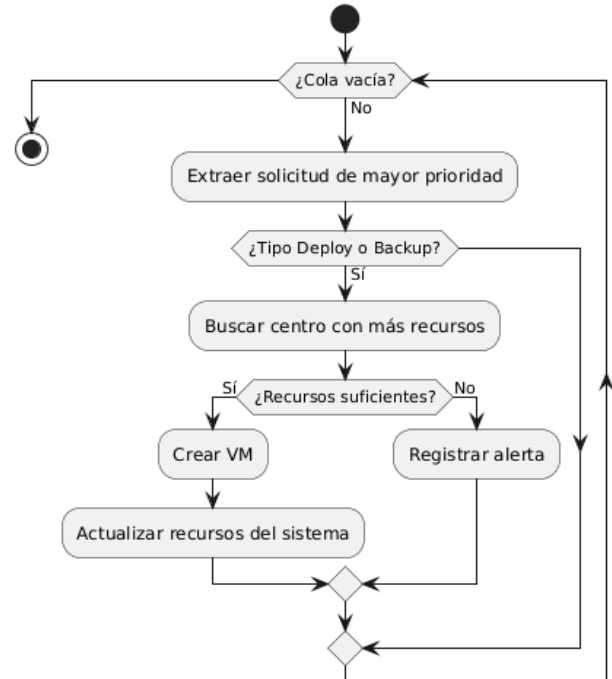 ¿Cola vacía?
No
Extraer solicitud de mayor prioridad
¿Tipo Deploy o Backup?
Sí
Buscar centro con más recursos
Sí
¿Recursos suficientes?
No
Crear VM
Registrar alerta
Actualizar recursos del sistema